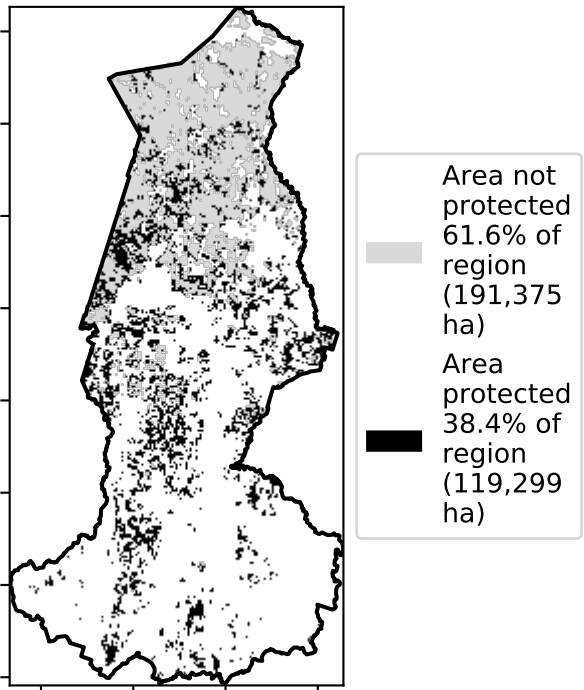 Area not
protected
61.6% of
region
(191,375
ha)
Area
protected
38.4% of
region
(119,299
ha)